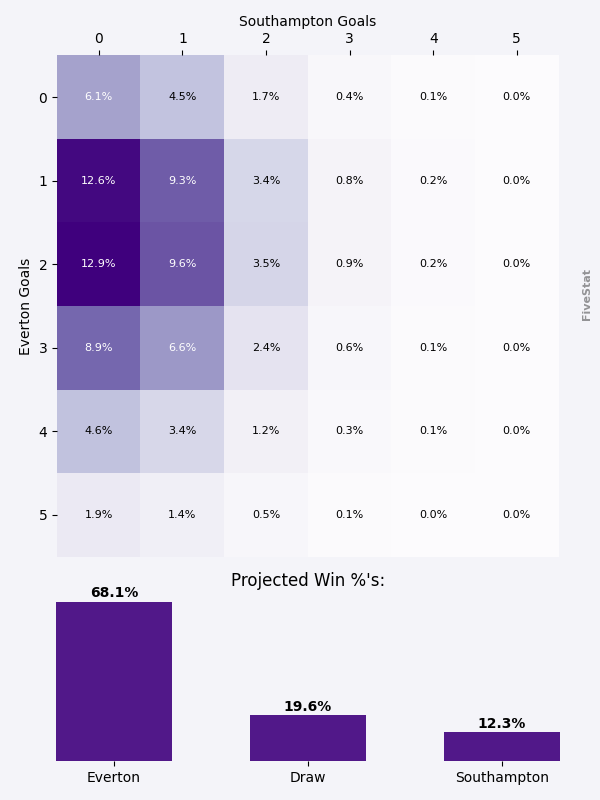 Southampton Goals
0 1 2 3 4 5
0 6.1% 4.5% 1.7% 0.4% 0.1% 0.0%
1 12.6% 9.3% 3.4% 0.8% 0.2% 0.0%
2 12.9% 9.6% 3.5% 0.9% 0.2% 0.0%
3 8.9% 6.6% 2.4% 0.6% 0.1% 0.0%
4 4.6% 3.4% 1.2% 0.3% 0.1% 0.0%
5 1.9% 1.4% 0.5% 0.1% 0.0% 0.0%
Everton Goals
FiveStat
Projected Win %'s:
68.1% 19.6% 12.3%
Everton Draw Southampton